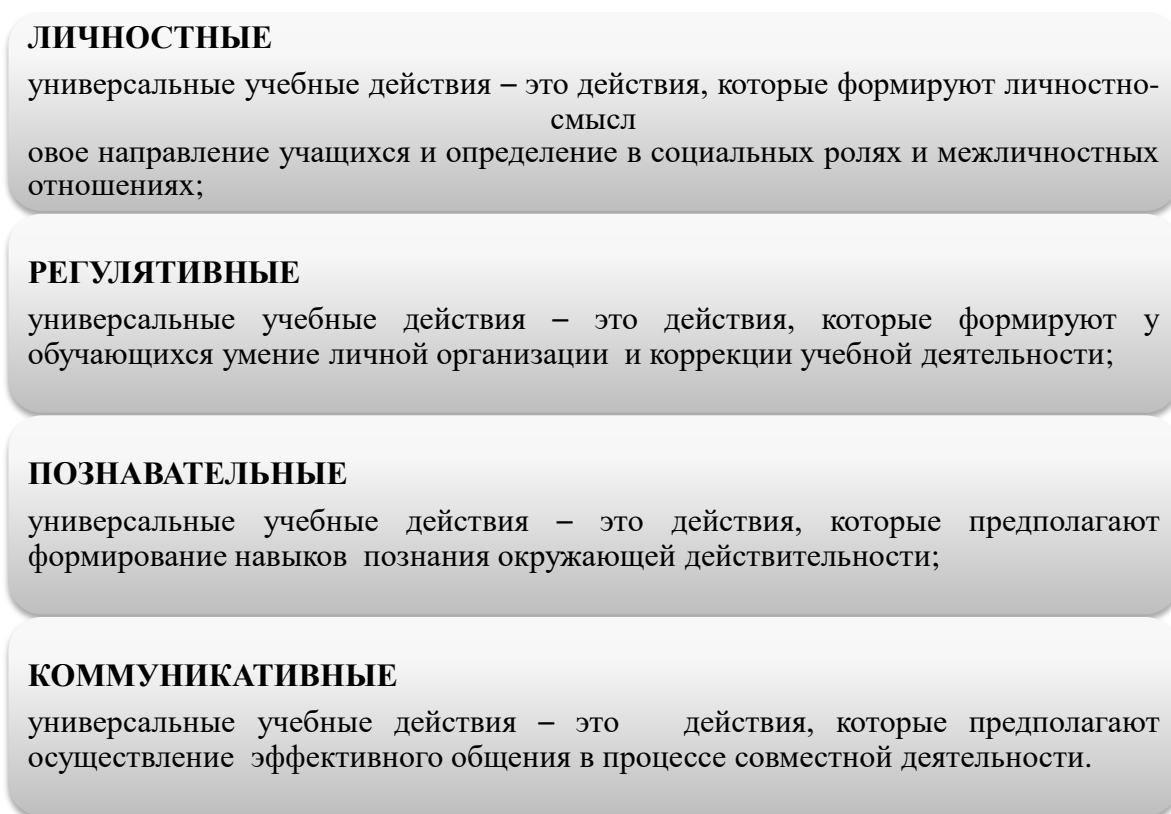 ЛИЧНОСТНЫЕ
универсальные учебные действия – это действия, которые формируют личностно-
смысл
овое направление учащихся и определение в социальных ролях и межличностных
отношениях;
РЕГУЛЯТИВНЫЕ
универсальные учебные действия – это действия, которые формируют у
обучающихся умение личной организации и коррекции учебной деятельности;
ПОЗНАВАТЕЛЬНЫЕ
универсальные учебные действия – это действия, которые предполагают
формирование навыков познания окружающей действительности;
КОММУНИКАТИВНЫЕ
универсальные учебные действия – это действия, которые предполагают
осуществление эффективного общения в процессе совместной деятельности.